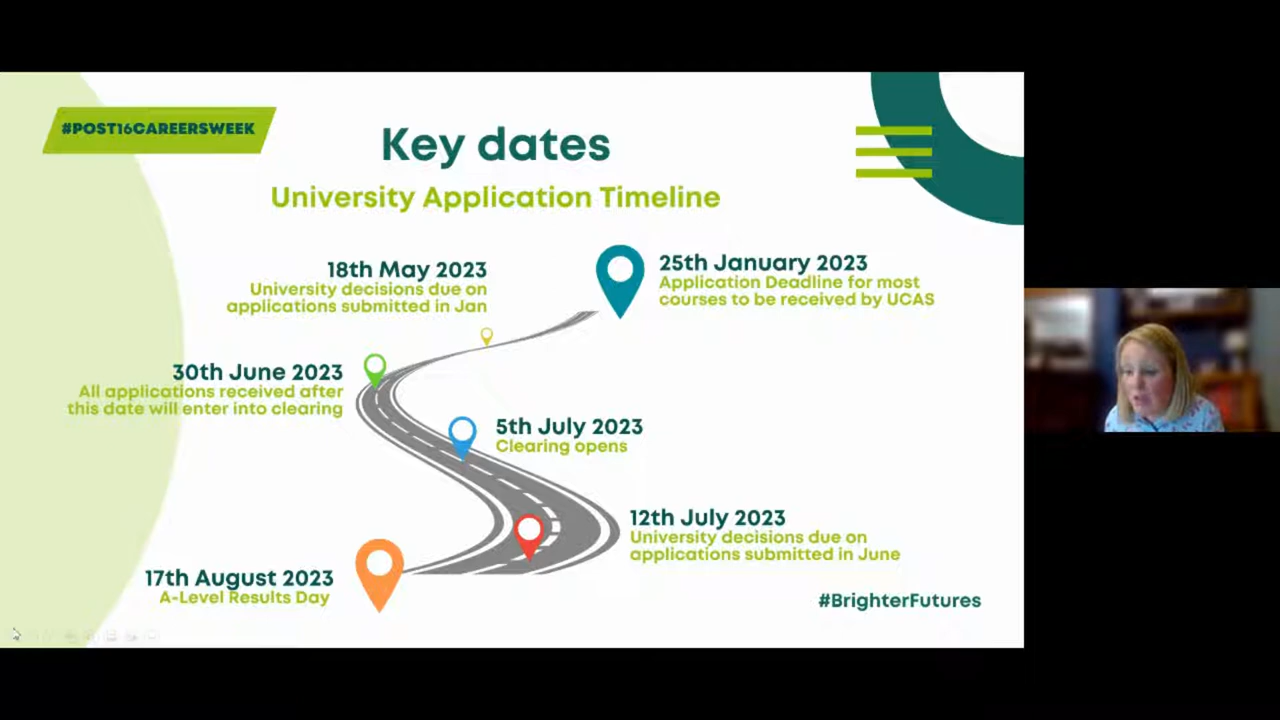 #POST16CAREERSWEEK
Key dates
University Application Timeline
25th January 2023
Application Deadline for most
courses to be received by UCAS
18th May 2023
University decisions due on
applications submitted in Jan
30th June 2023
All applications received after
this date will enter into clearing
5th July 2023
Clearing opens
12th July 2023
University decisions due on
applications submitted in June
17th August 2023
A-Level Results Day
#BrighterFutures